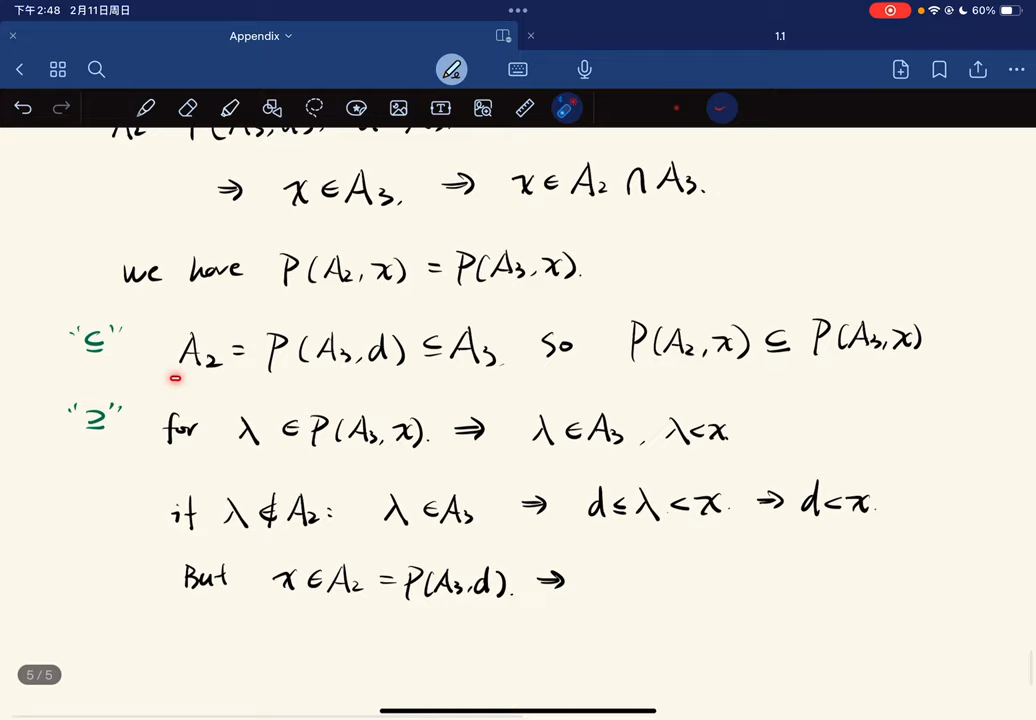 下午2:48 2月11日周日
60%
Appendix
1.1
⇒ x ∈ A₃, ⇒ x ∈ A₂ ∩ A₃.
we have P(A₂, x) = P(A₃, x).
"⊆" A₂ = P(A₃, d) ⊆ A₃. so P(A₂, x) ⊆ P(A₃, x)
"⊇" for λ ∈ P(A₃, x). ⇒ λ ∈ A₃, λ < x.
if λ ∉ A₂: λ ∈ A₃ ⇒ d ≤ λ < x. ⇒ d < x.
But x ∈ A₂ = P(A₃, d). ⇒
5/5